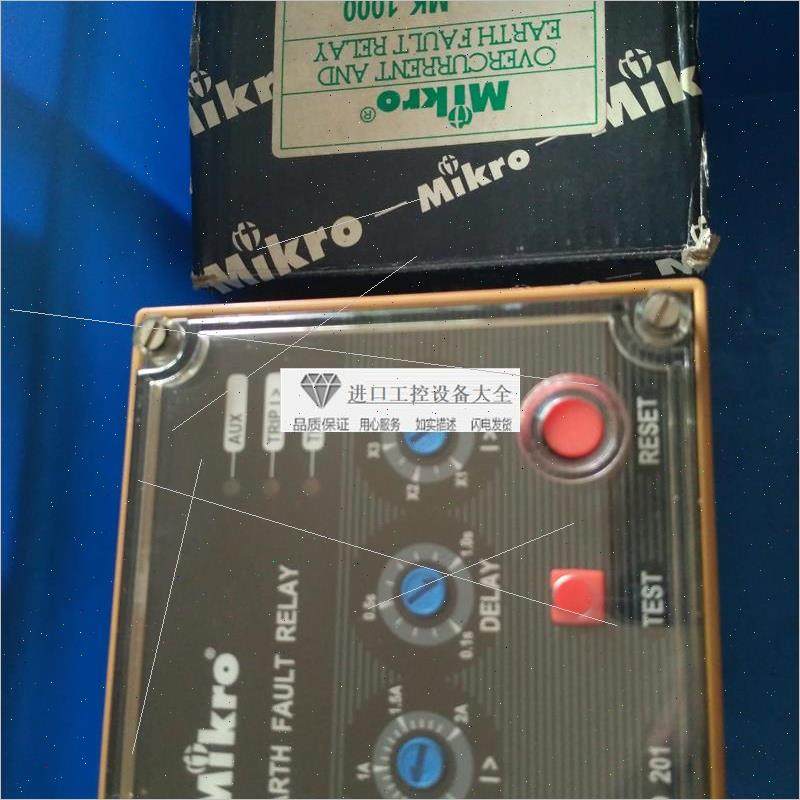 MK 1000
OVERCURRENT AND
EARTH FAULT RELAY
Mikro®
Mikro
Mikro
Mikro
Mik
进口工控设备大全
品质保证 用心服务 如实描述 闪电发货
AUX
TRIP I>
X3
X2
X1
I>
RESET
0.5s
1.0s
0.1s
DELAY
TEST
Mikro®
EARTH FAULT RELAY
1A
1.5A
2A
I>
201